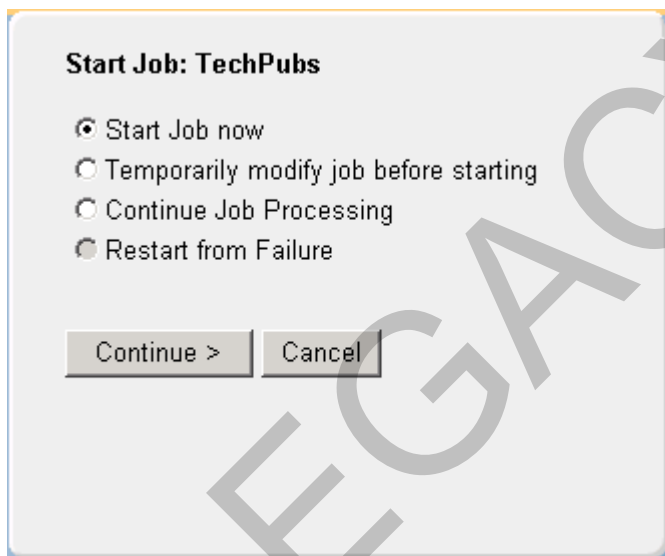 Start Job: TechPubs
Start Job now
Temporarily modify job before starting
Continue Job Processing
Restart from Failure
Continue > Cancel